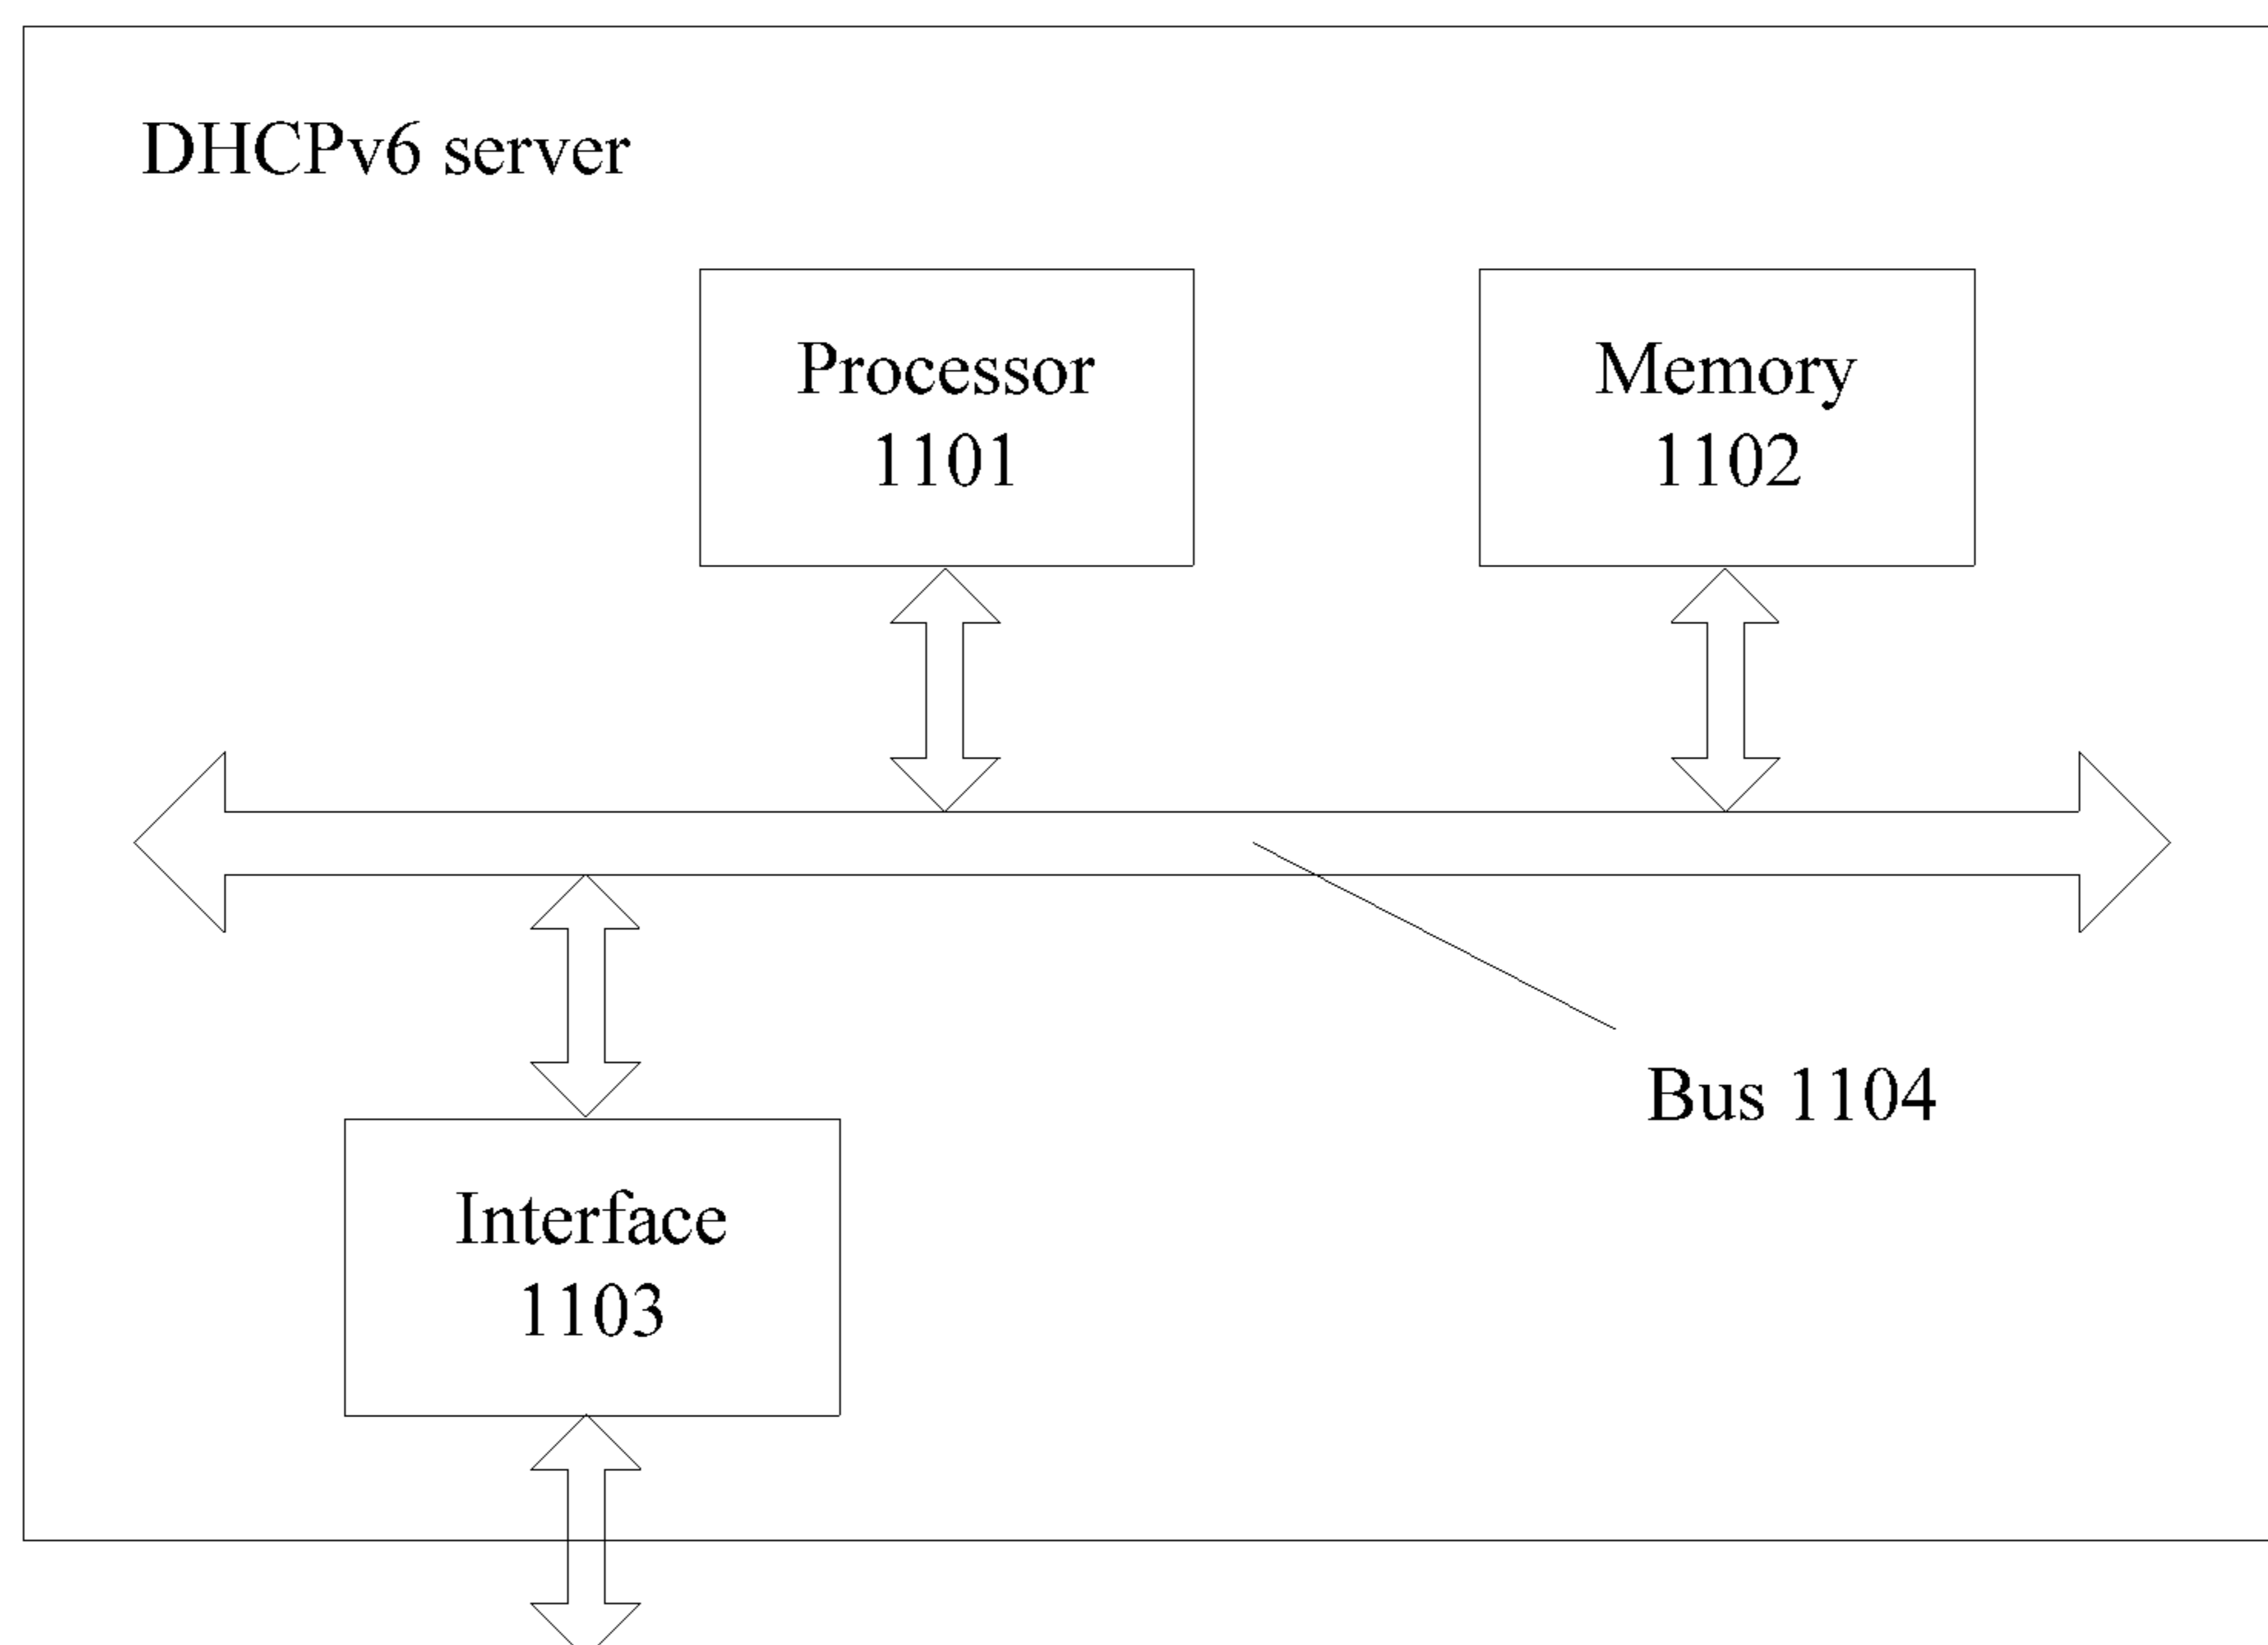 DHCPv6 server
Processor
1101
Memory
1102
Bus 1104
Interface
1103